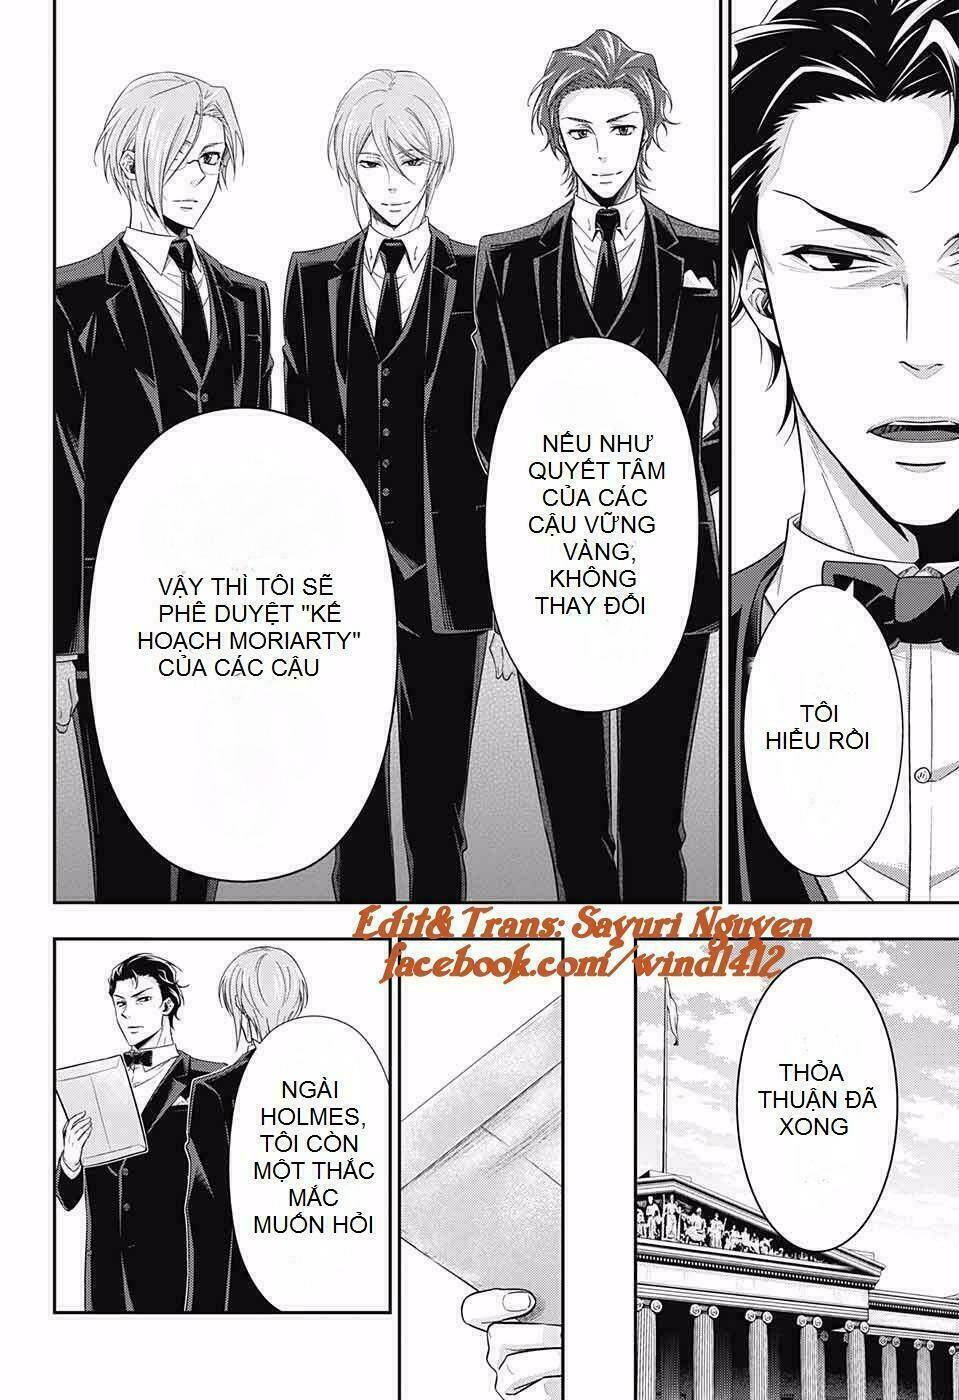 TÔI
HIỂU RỒI
NẾU NHƯ
QUYẾT TÂM
CỦA CÁC
CẬU VỮNG
VÀNG,
KHÔNG
THAY ĐỔI
VẬY THÌ TÔI SẼ
PHÊ DUYỆT "KẾ
HOẠCH MORIARTY"
CỦA CÁC CẬU
Edit& Trans: Sayuri Nguyen
facebook.com/wind1412
THỎA
THUẬN ĐÃ
XONG
NGÀI
HOLMES,
TÔI CÒN
MỘT THẮC
MẮC
MUỐN HỎI